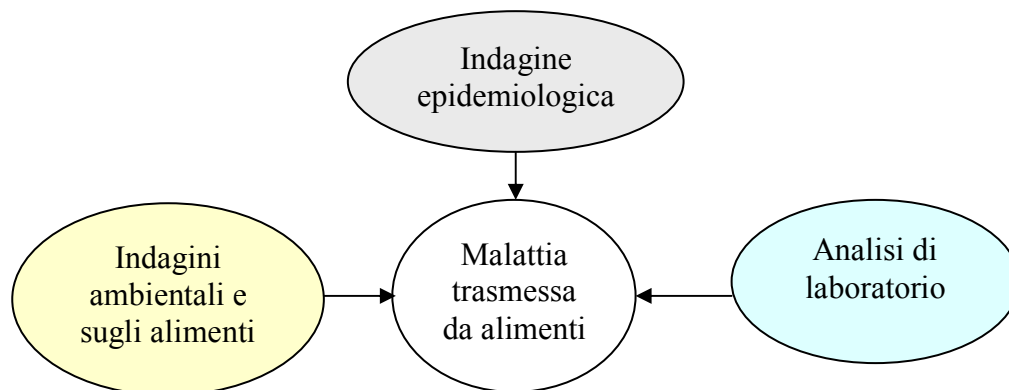 Indagine
epidemiologica
Indagini
ambientali e
sugli alimenti
Malattia
trasmessa
da alimenti
Analisi di
laboratorio